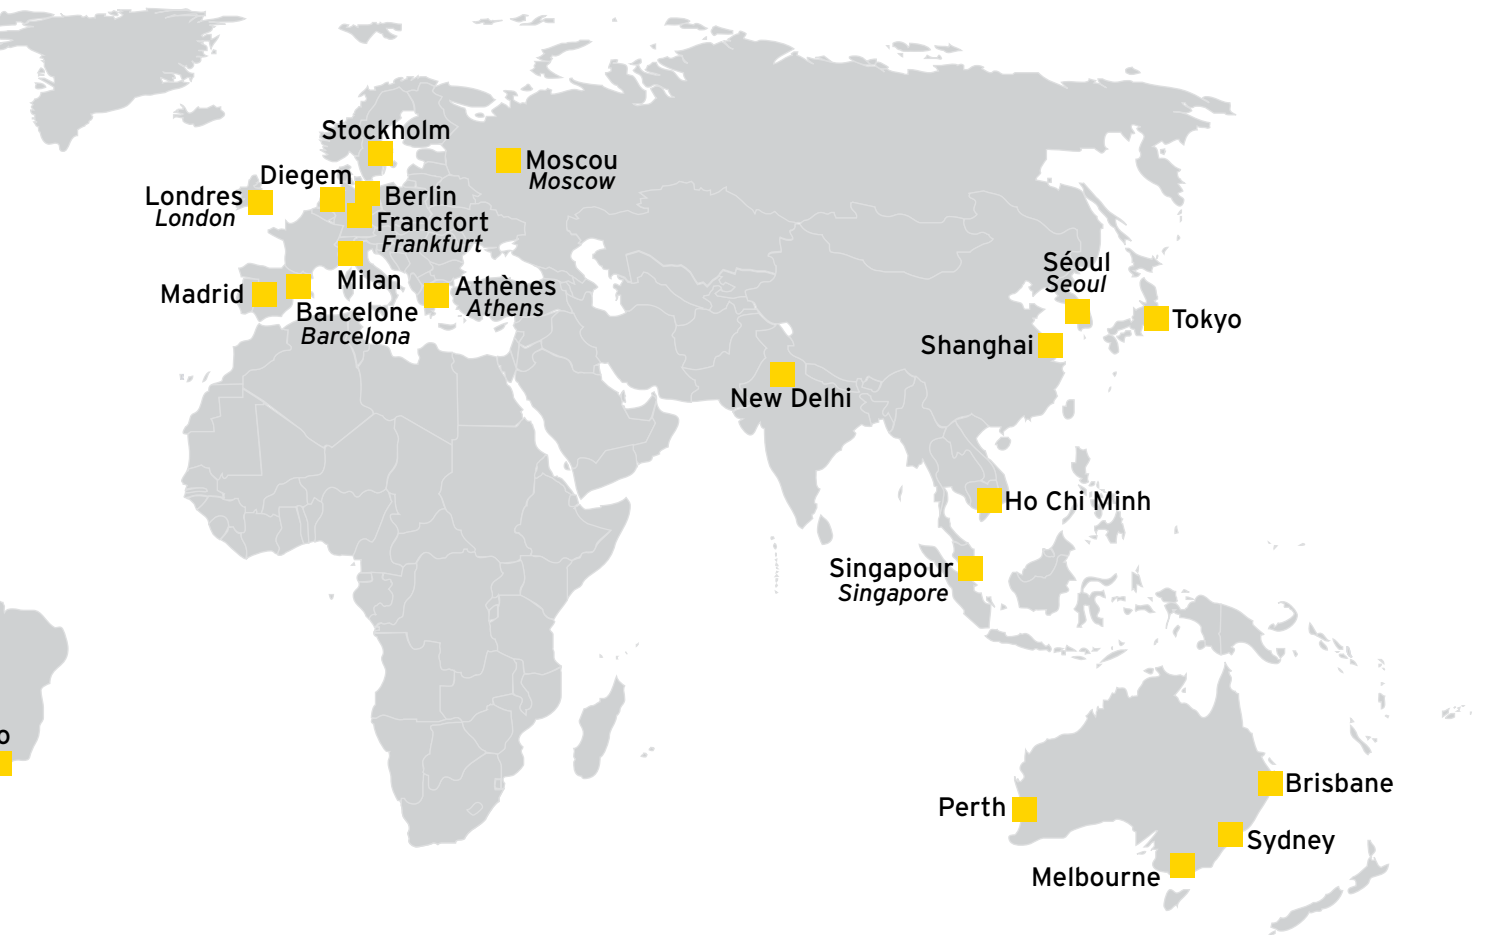 Stockholm
Moscou
Moscow
Diegem
Londres
London
Berlin
Francfort
Frankfurt
Milan
Madrid
Barcelone
Barcelona
Athènes
Athens
Séoul
Seoul
Tokyo
Shanghai
New Delhi
Ho Chi Minh
Singapour
Singapore
o
Brisbane
Perth
Sydney
Melbourne